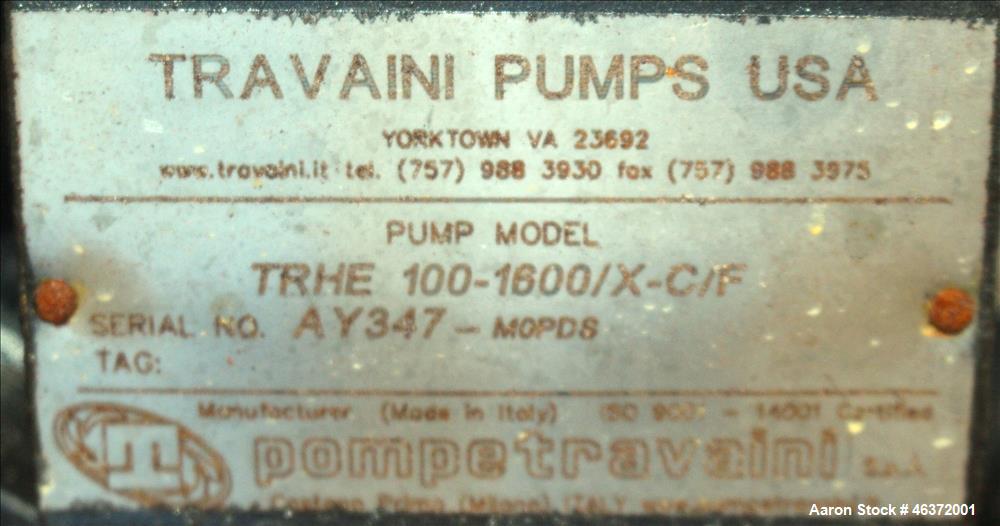 TRAVAINI PUMPS USA
YORKTOWN VA 23692
www.travaini.it tel. (757) 988 3930 fax (757) 988 3975
PUMP MODEL
TRHE 100-1600/X-C/F
SERIAL NO. AY347 - MOPDS
TAG:
Manufacturer (Made in Italy) ISO 9001 - 14001 Certified
pompetravaini S.p.A.
Castano Primo (Milano) ITALY
Aaron Stock # 46372001